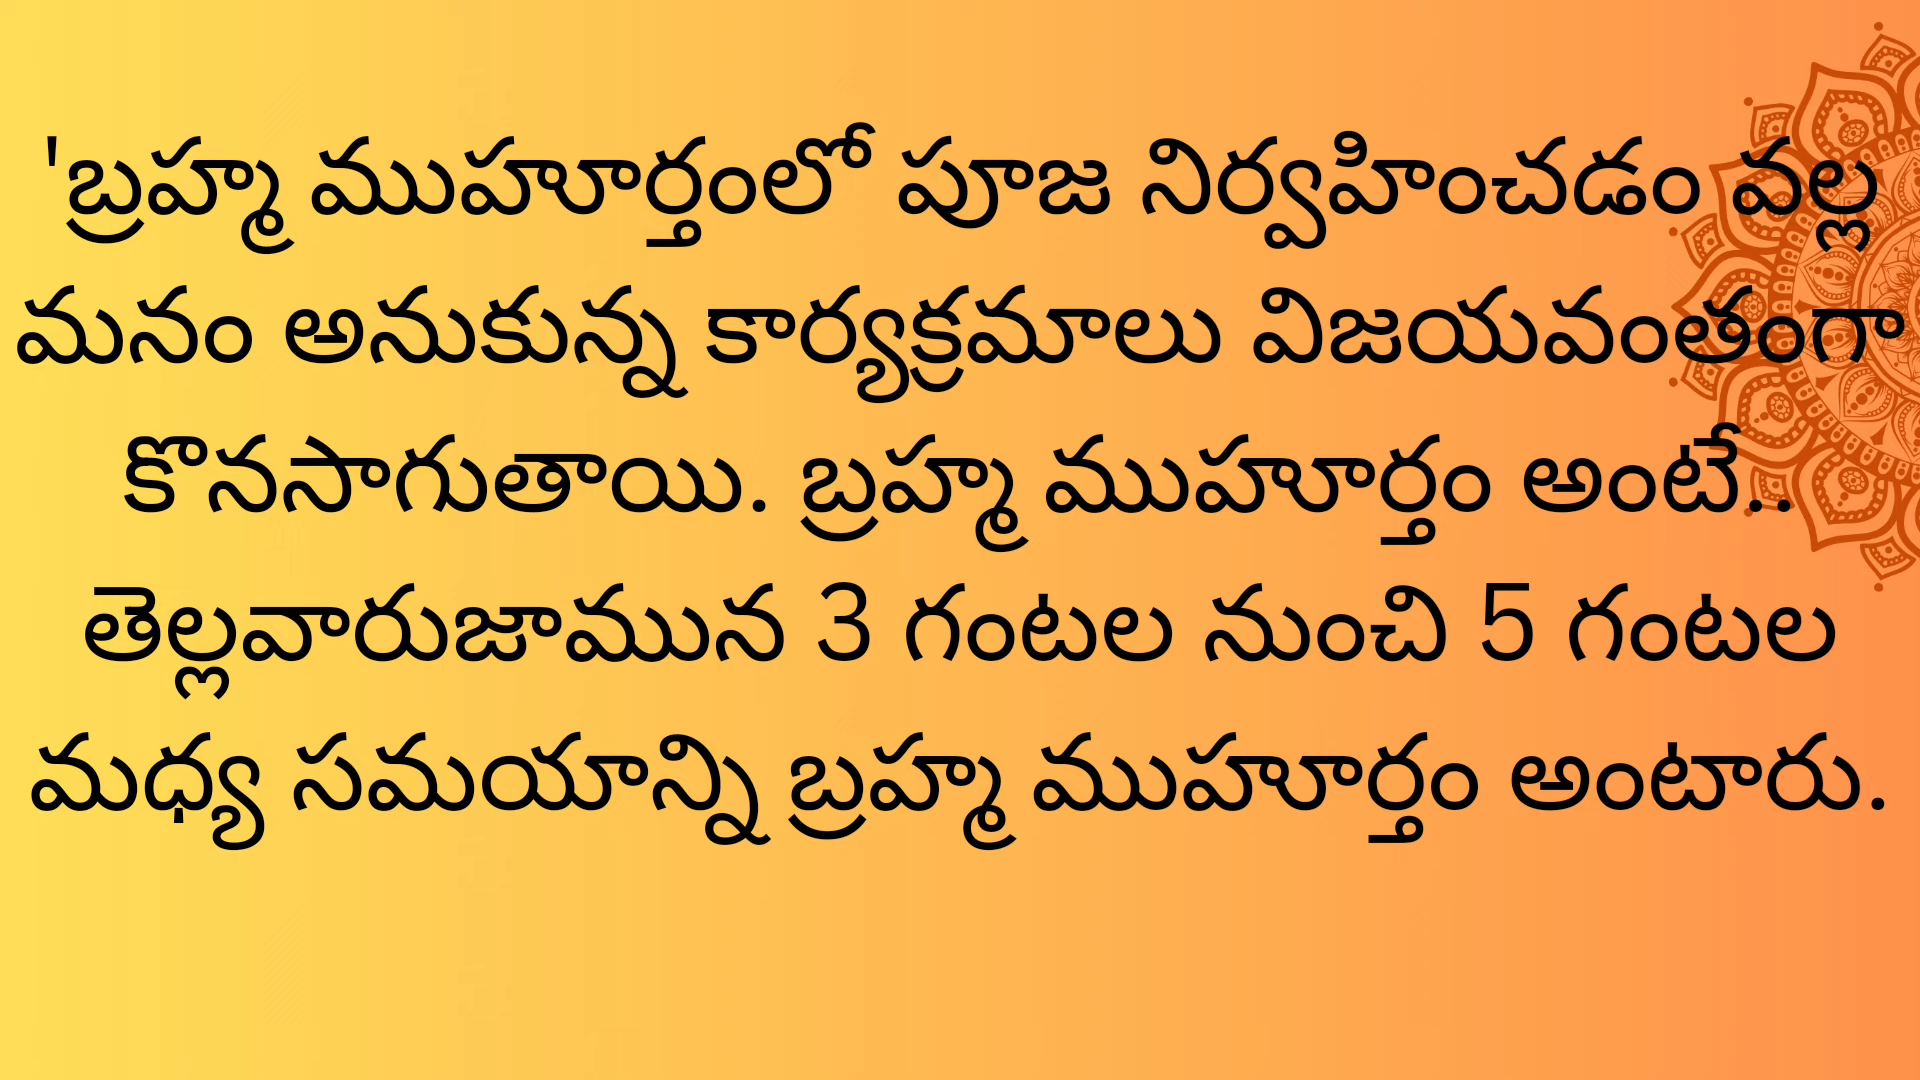 'బ్రహ్మ ముహూర్తంలో పూజ నిర్వహించడం వల్ల
మనం అనుకున్న కార్యక్రమాలు విజయవంతంగా
కొనసాగుతాయి. బ్రహ్మ ముహూర్తం అంటే..
తెల్లవారుజామున 3 గంటల నుంచి 5 గంటల
మధ్య సమయాన్ని బ్రహ్మ ముహూర్తం అంటారు.